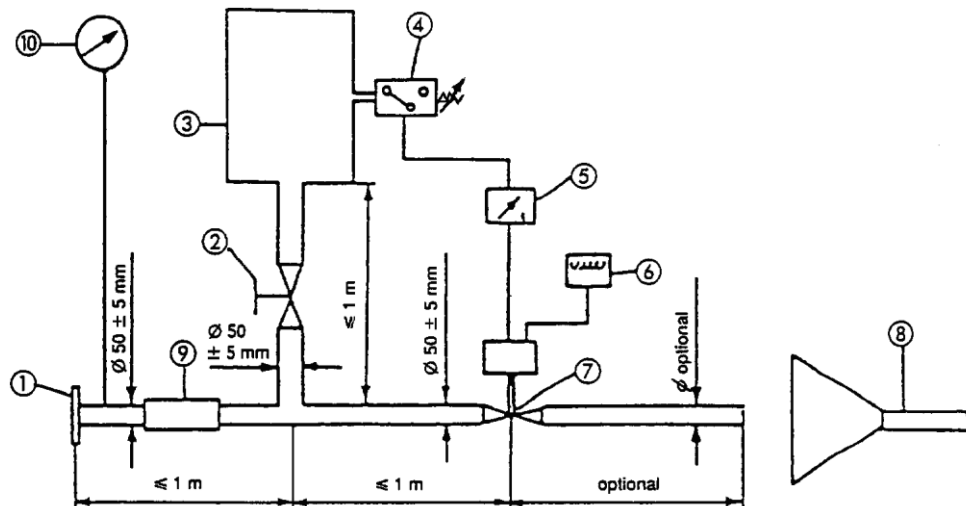 ⑩
④
③
⑤
②
⑥
≤ 1 m
Ø 50 ± 5 mm
Ø 50
± 5 mm
Ø 50 ± 5 mm
⑦
Ø optional
⑧
①
⑨
≤ 1 m
≤ 1 m
optional